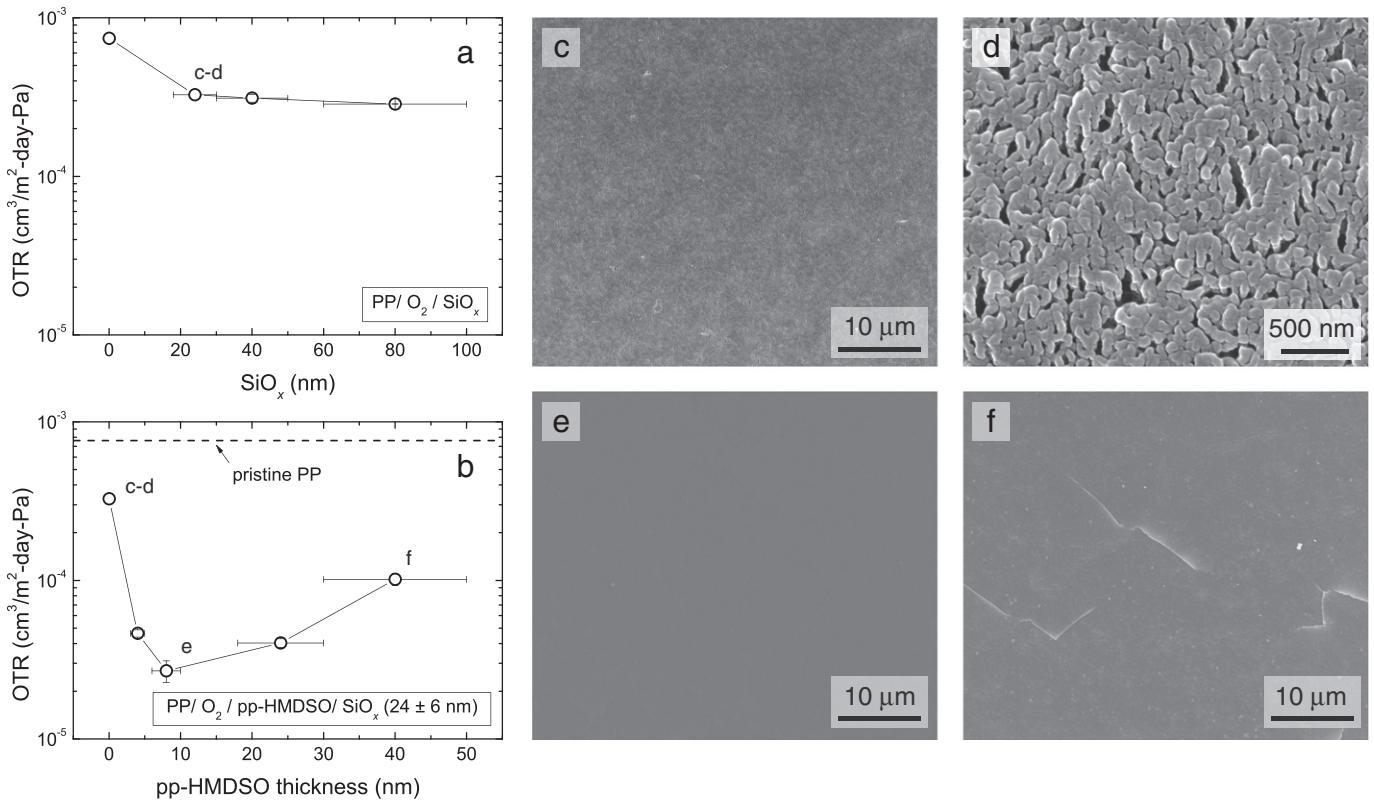 10⁻³
10⁻⁴
10⁻⁵
OTR (cm³/m²-day-Pa)
a
c-d
PP/ O₂ / SiOₓ
0 20 40 60 80 100
SiOₓ (nm)
c
10 μm
d
500 nm
10⁻³
10⁻⁴
10⁻⁵
OTR (cm³/m²-day-Pa)
b
pristine PP
c-d
f
e
PP/ O₂ / pp-HMDSO/ SiOₓ (24 ± 6 nm)
0 10 20 30 40 50
pp-HMDSO thickness (nm)
e
10 μm
f
10 μm